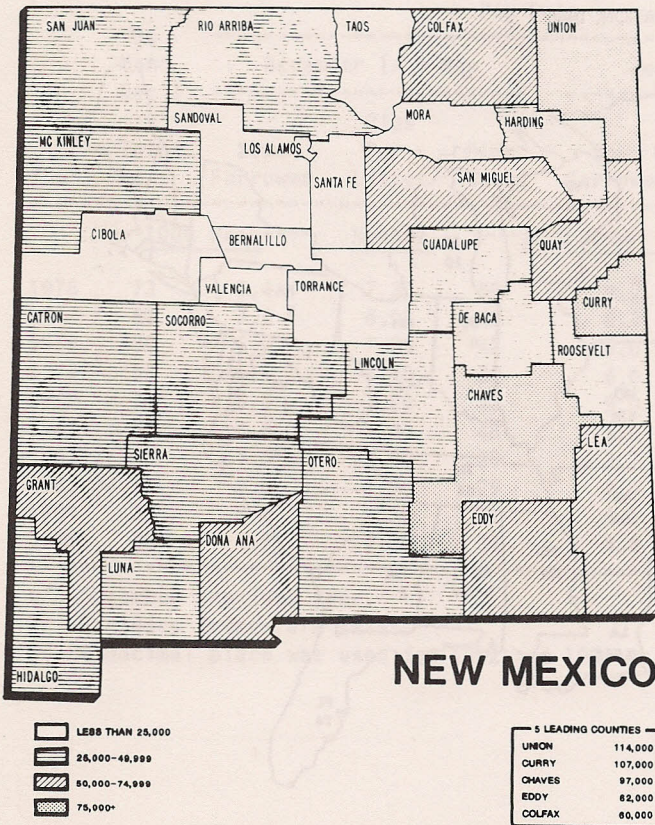 SAN JUAN
RIO ARRIBA
TAOS
COLFAX
UNION
SANDOVAL
MORA
HARDING
MC KINLEY
LOS ALAMOS
SANTA FE
SAN MIGUEL
CIBOLA
BERNALILLO
GUADALUPE
QUAY
VALENCIA
TORRANCE
CURRY
CATRON
SOCORRO
DE BACA
LINCOLN
ROOSEVELT
CHAVES
SIERRA
OTERO
LEA
GRANT
EDDY
DONA ANA
LUNA
HIDALGO
NEW MEXICO
LESS THAN 25,000
25,000-49,999
50,000-74,999
75,000+
5 LEADING COUNTIES
UNION 114,000
CURRY 107,000
CHAVES 97,000
EDDY 62,000
COLFAX 60,000